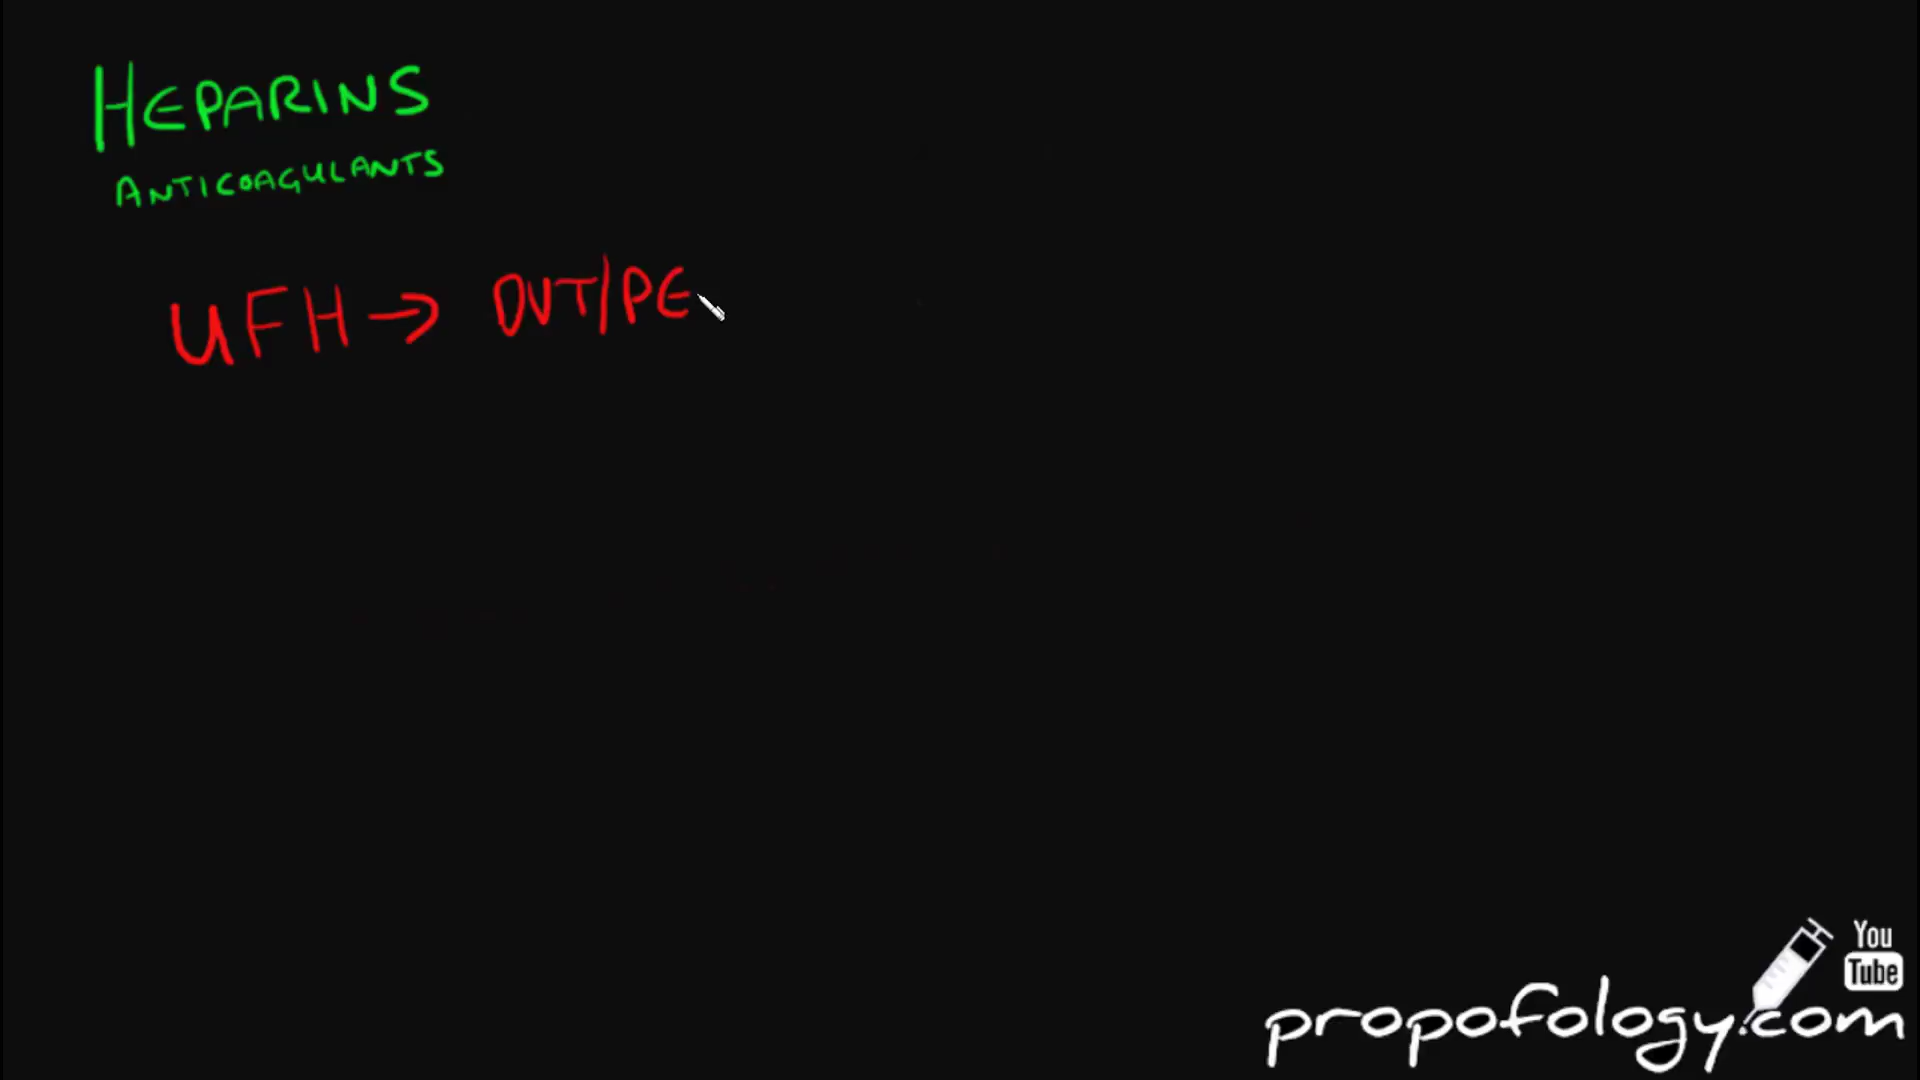 HEPARINS
ANTICOAGULANTS
UFH → DVT/PE
You
Tube
propofology.com